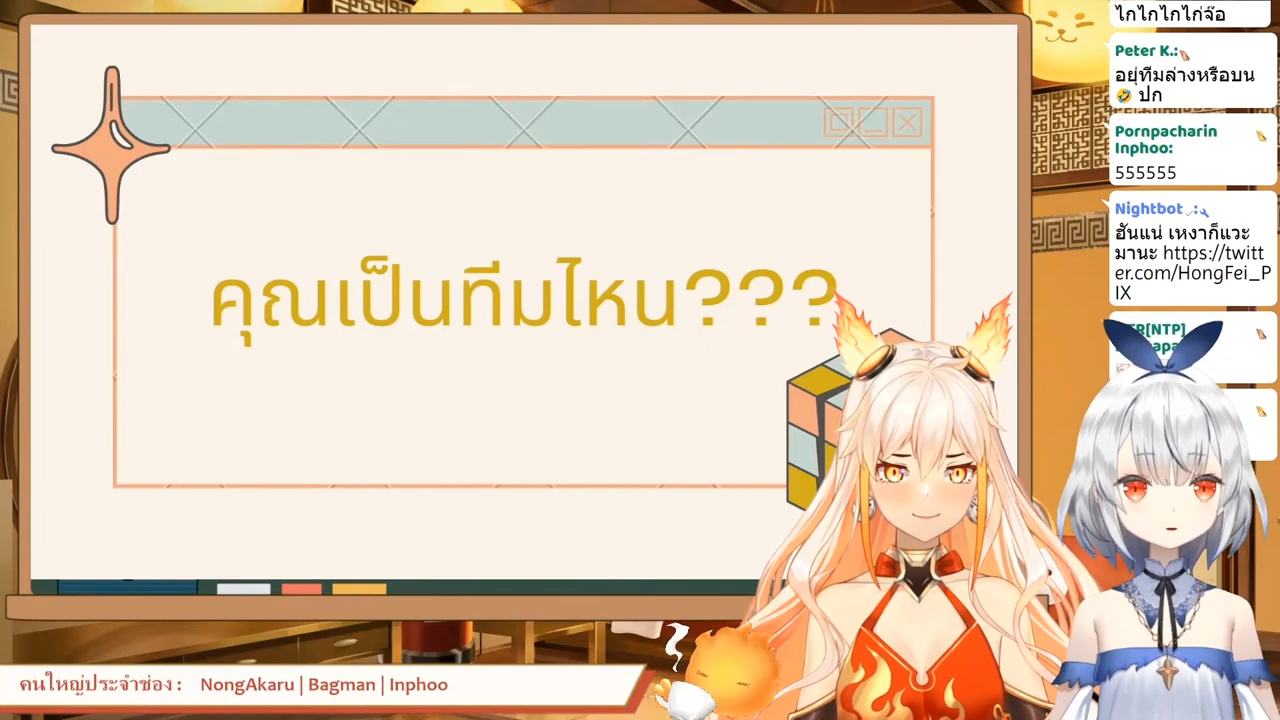 คุณเป็นทีมไหน???
ไกไกไกไก่จ๊อ
Peter K.:
อยุ่ทีมล่างหรือบน
🤣 ปก
Pornpacharin
Inphoo:
555555
Nightbot :
ฮันแน่ เหงาก็แวะ
มานะ https://twitt
er.com/HongFei_P
IX
คนใหญ่ประจำช่อง : NongAkaru | Bagman | Inphoo